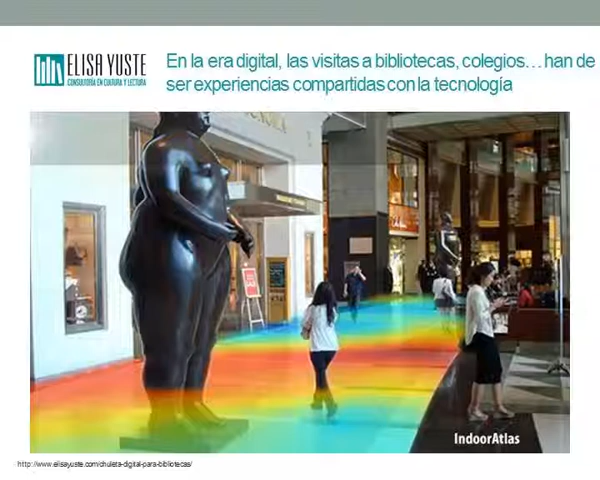 ELISA YUSTE
CONSULTORÍA EN CULTURA Y LECTURA
En la era digital, las visitas a bibliotecas, colegios…han de
ser experiencias compartidas con la tecnología
IndoorAtlas
http://www.elisayuste.com/chuleta-digital-para-bibliotecas/